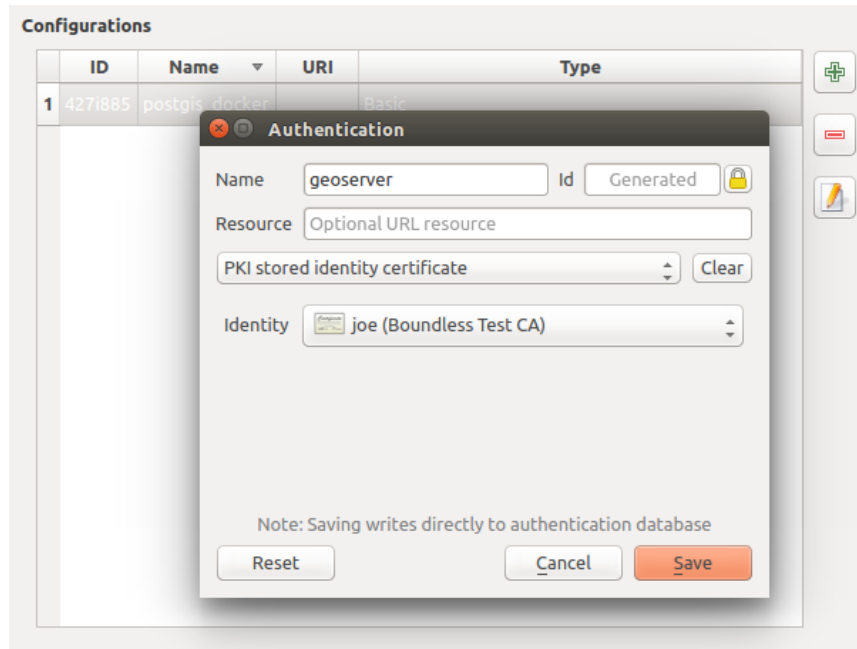 Configurations
ID Name URI Type
1 427i885 postgis_docker Basic
Authentication
Name geoserver Id Generated
Resource Optional URL resource
PKI stored identity certificate Clear
Identity joe (Boundless Test CA)
Note: Saving writes directly to authentication database
Reset Cancel Save